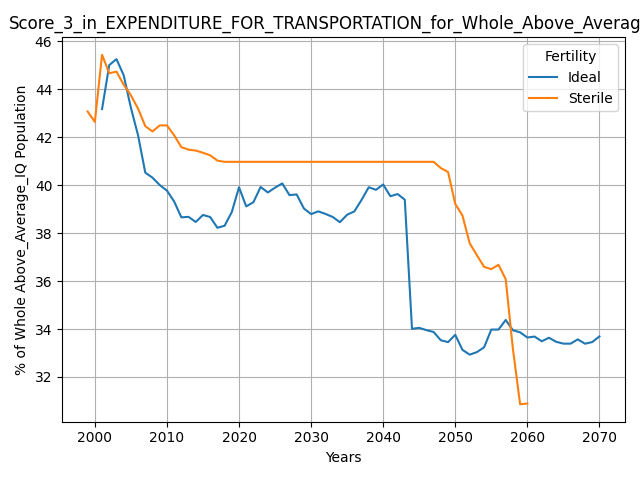 Score_3_in_EXPENDITURE_FOR_TRANSPORTATION_for_Whole_Above_Averag
% of Whole Above_Average_IQ Population
46
44
42
40
38
36
34
32
Fertility
Ideal
Sterile
2000 2010 2020 2030 2040 2050 2060 2070
Years